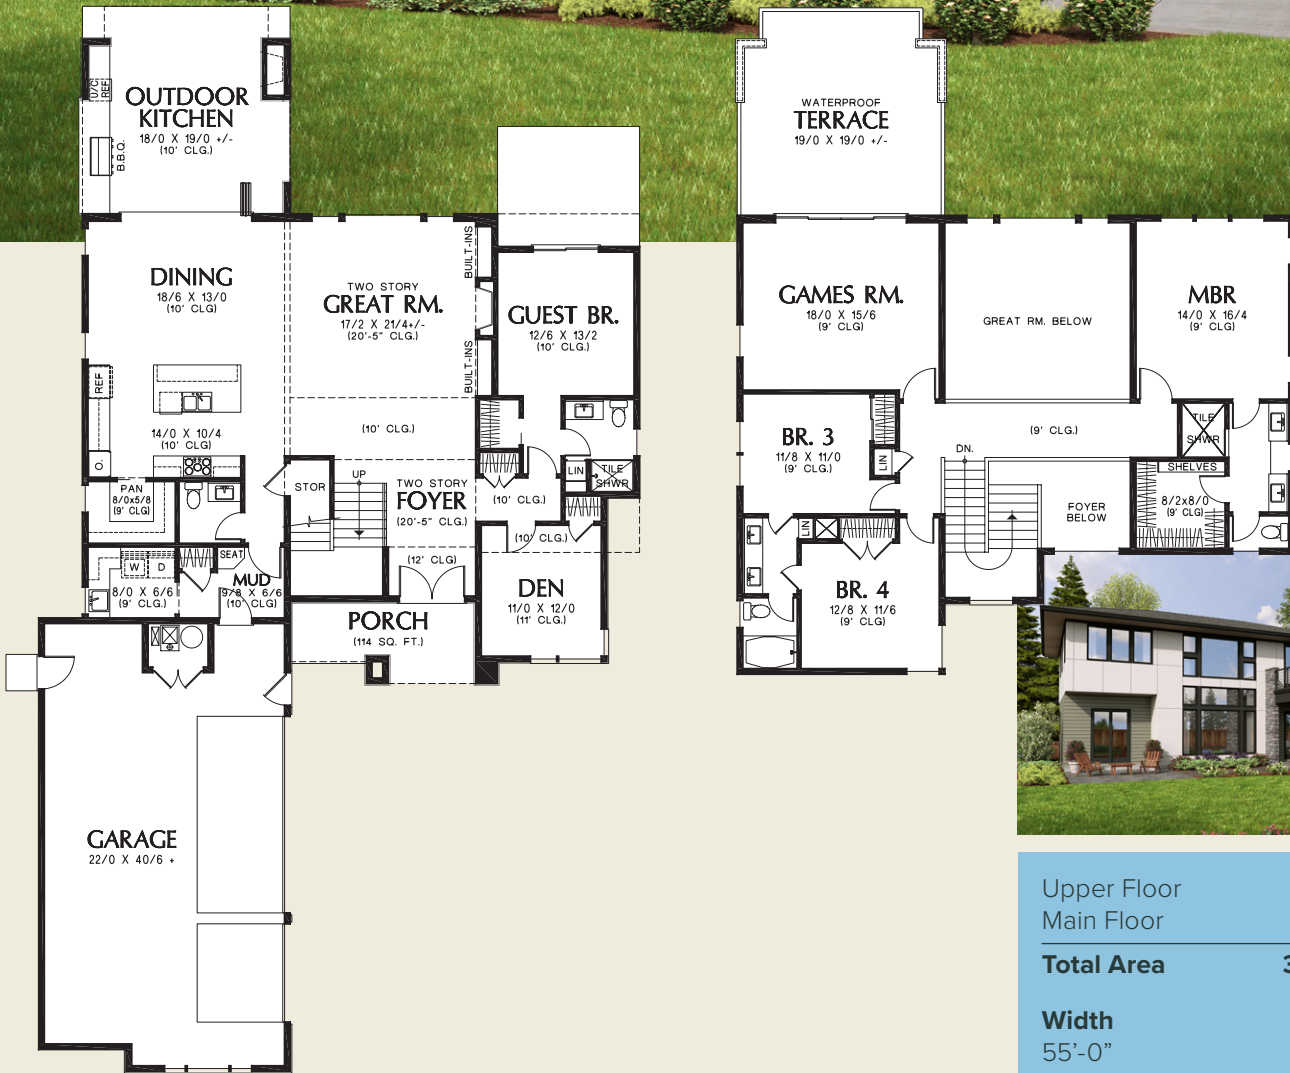 OUTDOOR
KITCHEN
18/0 X 19/0 +/-
(10' CLG.)
U/C
REF
B.B.Q.
DINING
18/6 X 13/0
(10' CLG)
TWO STORY
GREAT RM.
17/2 X 21/4+/-
(20'-5" CLG.)
BUILT-INS
BUILT-INS
GUEST BR.
12/6 X 13/2
(10' CLG.)
REF
14/0 X 10/4
(10' CLG)
O.
(10' CLG.)
PAN
8/0x5/8
(9' CLG)
STOR
UP
TWO STORY
FOYER
(20'-5" CLG.)
(12' CLG)
LIN
TILE
SHWR
(10' CLG.)
(10' CLG.)
W
D
8/0 X 6/6
(9' CLG.)
SEAT
MUD
9/8 X 6/6
(10' CLG)
PORCH
(114 SQ. FT.)
DEN
11/0 X 12/0
(11' CLG.)
GARAGE
22/0 X 40/6 +
WATERPROOF
TERRACE
19/0 X 19/0 +/-
GAMES RM.
18/0 X 15/6
(9' CLG)
GREAT RM. BELOW
MBR
14/0 X 16/4
(9' CLG)
BR. 3
11/8 X 11/0
(9' CLG.)
LIN
DN.
(9' CLG.)
TILE
SHWR
SHELVES
8/2x8/0
(9' CLG)
FOYER
BELOW
LIN
BR. 4
12/8 X 11/6
(9' CLG)
Upper Floor
Main Floor
Total Area 3
Width
55'-0"